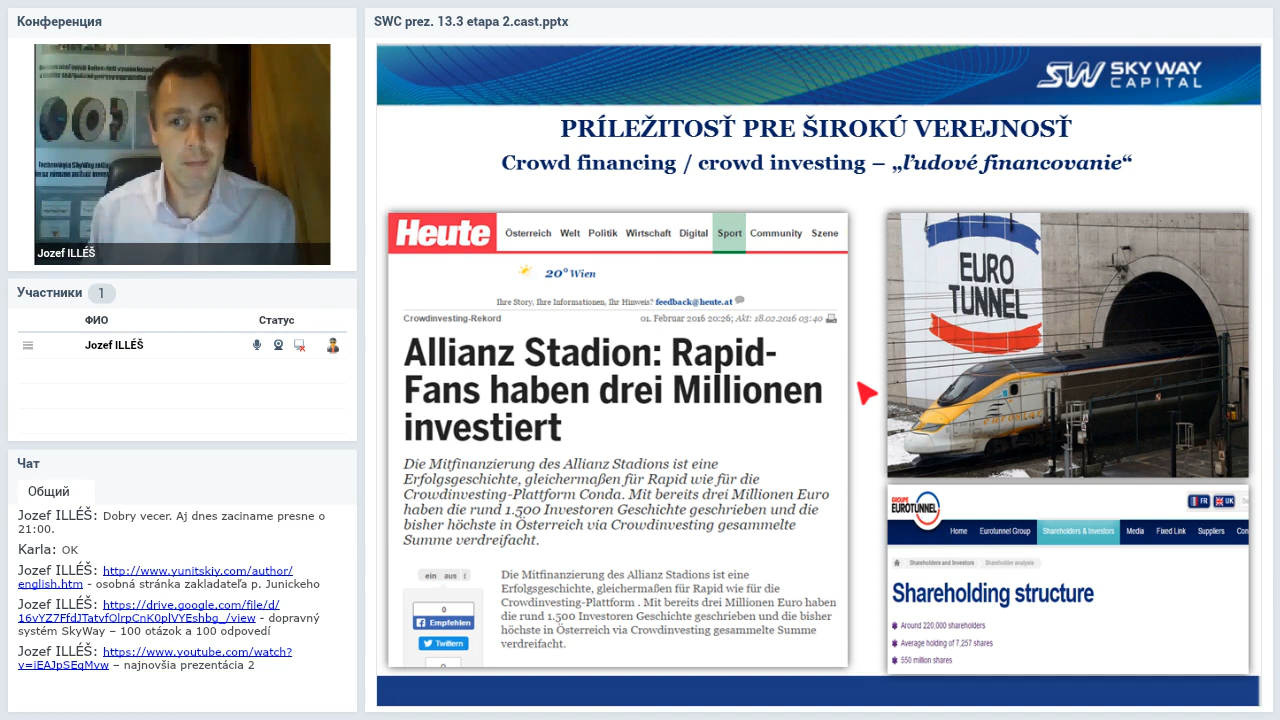 Конференция
Jozef ILLÉŠ
Участники 1
ФИО Статус
Jozef ILLÉŠ
Чат
Общий
Jozef ILLÉŠ: Dobry vecer. Aj dnes zaciname presne o
21:00.
Karla: OK
Jozef ILLÉŠ: http://www.yunitskiy.com/author/
english.htm - osobná stránka zakladateľa p. Junického
Jozef ILLÉŠ: https://drive.google.com/file/d/
16vYZ7FfdJTatvfOlrpCnK0plVYEshbg_/view - dopravný
systém SkyWay – 100 otázok a 100 odpovedí
Jozef ILLÉŠ: https://www.youtube.com/watch?
v=iEAJpSEqMvw – najnovšia prezentácia 2
SWC prez. 13.3 etapa 2.cast.pptx
SW SKY WAY
CAPITAL
PRÍLEŽITOSŤ PRE ŠIROKÚ VEREJNOSŤ
Crowd financing / crowd investing – „ľudové financovanie“
Heute Österreich Welt Politik Wirtschaft Digital Sport Community Szene
20° Wien
Ihre Story, Ihre Informationen, Ihr Hinweis? feedback@heute.at
Crowdinvesting-Rekord 01. Februar 2016 20:26; Akt: 18.02.2016 03:40
Allianz Stadion: Rapid-
Fans haben drei Millionen
investiert
Die Mitfinanzierung des Allianz Stadions ist eine
Erfolgsgeschichte, gleichermaßen für Rapid wie für die
Crowdinvesting-Plattform Conda. Mit bereits drei Millionen Euro
haben die rund 1.500 Investoren Geschichte geschrieben und die
bisher höchste in Österreich via Crowdinvesting gesammelte
Summe verdreifacht.
ein aus
0
Empfehlen
Twittern
Die Mitfinanzierung des Allianz Stadions ist eine
Erfolgsgeschichte, gleichermaßen für Rapid wie für die
Crowdinvesting-Plattform . Mit bereits drei Millionen Euro haben
die rund 1.500 Investoren Geschichte geschrieben und die bisher
höchste in Österreich via Crowdinvesting gesammelte Summe
verdreifacht.
EURO
TUNNEL
GROUPE
EUROTUNNEL
FR UK
Home Eurotunnel Group Shareholders & Investors Media Fixed Link Suppliers Con
Shareholders and Investors Shareholder analysis
Shareholding structure
Around 220,000 shareholders
Average holding of 7,257 shares
550 million shares